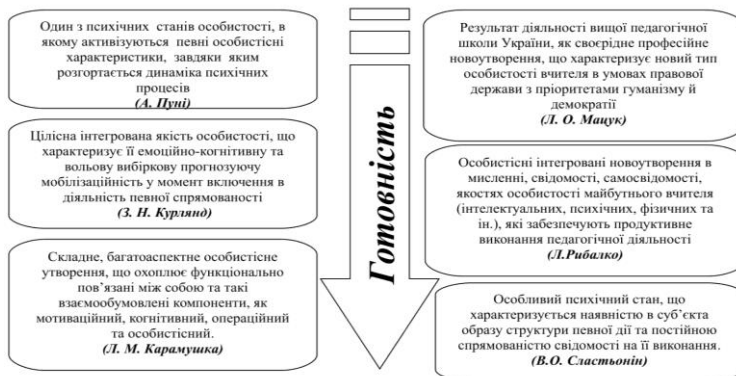 Один з психічних станів особистості, в
якому активізуються певні особистісні
характеристики, завдяки яким
розгортається динаміка психічних
процесів
(А. Пуні)
Цілісна інтегрована якість особистості, що
характеризує її емоційно-когнітивну та
вольову вибіркову прогнозуючу
мобілізаційність у момент включення в
діяльність певної спрямованості
(З. Н. Курлянд)
Складне, багатоаспектне особистісне
утворення, що охоплює функціонально
пов’язані між собою та такі
взаємообумовлені компоненти, як
мотиваційний, когнітивний, операційний
та особистісний.
(Л. М. Карамушка)
Готовність
Результат діяльності вищої педагогічної
школи України, як своєрідне професійне
новоутворення, що характеризує новий тип
особистості вчителя в умовах правової
держави з пріоритетами гуманізму й
демократії
(Л. О. Мацук)
Особистісні інтегровані новоутворення в
мисленні, свідомості, самосвідомості,
якостях особистості майбутнього вчителя
(інтелектуальних, психічних, фізичних та
ін.), які забезпечують продуктивне
виконання педагогічної діяльності
(Л.Рибалко)
Особливий психічний стан, що
характеризується наявністю в суб’єкта
образу структури певної дії та постійною
спрямованістю свідомості на її виконання.
(В.О. Сластьонін)